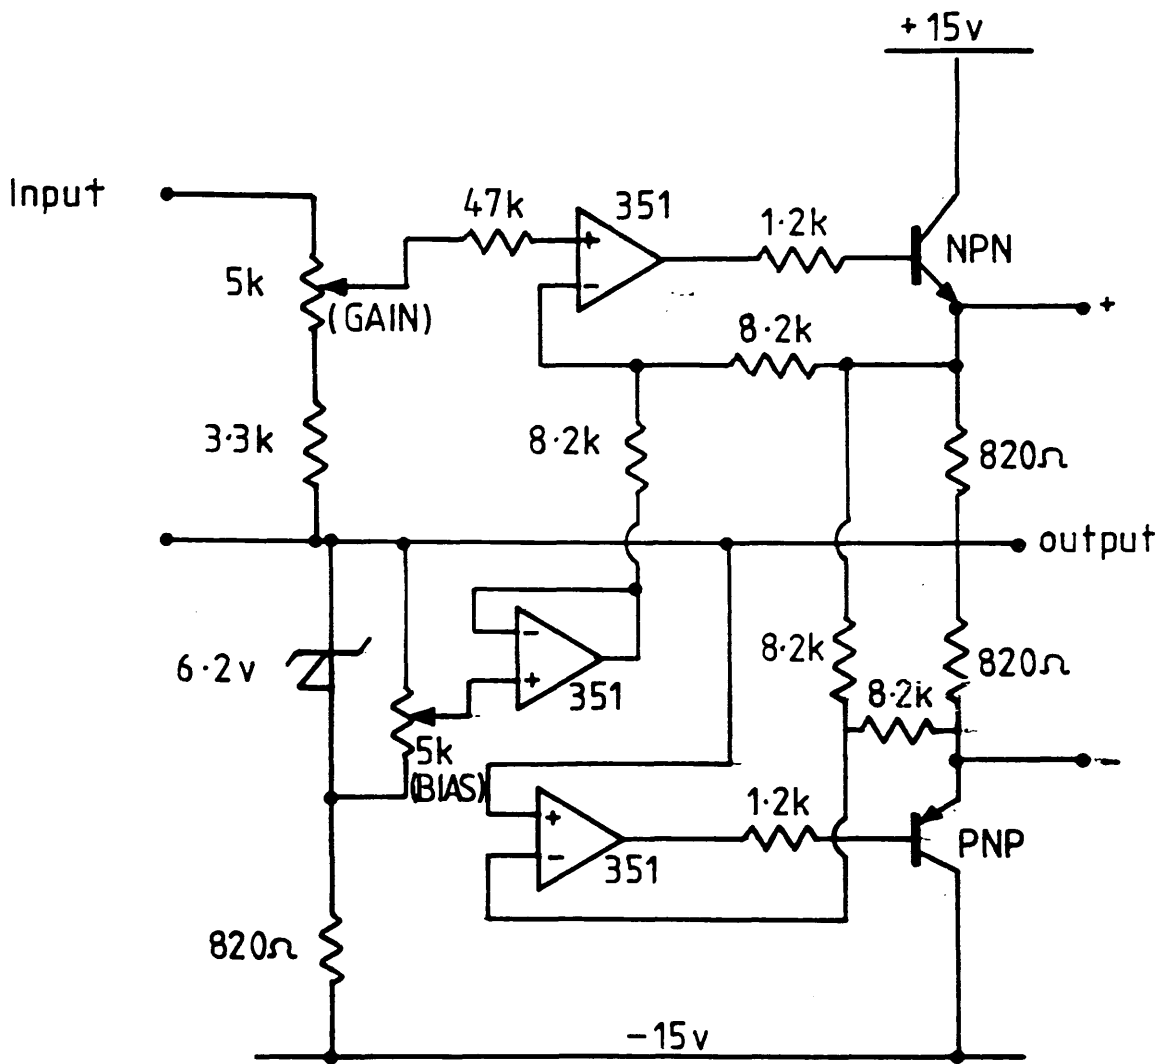 +15v
Input
47k
351
1.2k
NPN
5k
(GAIN)
+
-
+
8.2k
3.3k
8.2k
820Ω
output
6.2v
-
+
351
8.2k
820Ω
8.2k
5k
(BIAS)
-
+
-
351
1.2k
PNP
820Ω
-15v